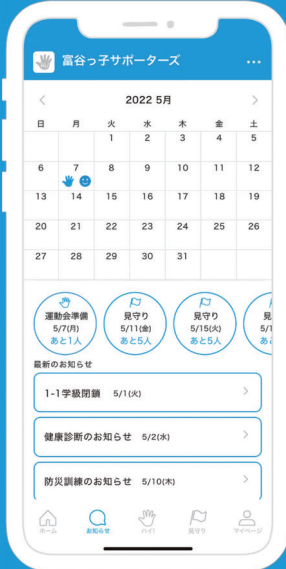 富谷っ子サポーターズ
2022 5月
日 月 火 水 木 金 土
1 2 3 4 5
6 7 8 9 10 11 12
13 14 15 16 17 18 19
20 21 22 23 24 25 26
27 28 29 30 31
運動会準備 見守り 見守り 見
5/7(月) 5/11(金) 5/15(火) 5/1
あと1人 あと5人 あと5人 あ
最新のお知らせ
1-1学級閉鎖 5/1(火)
健康診断のお知らせ 5/2(水)
防災訓練のお知らせ 5/10(木)
ホーム お知らせ ハイ! 見守り マイページ